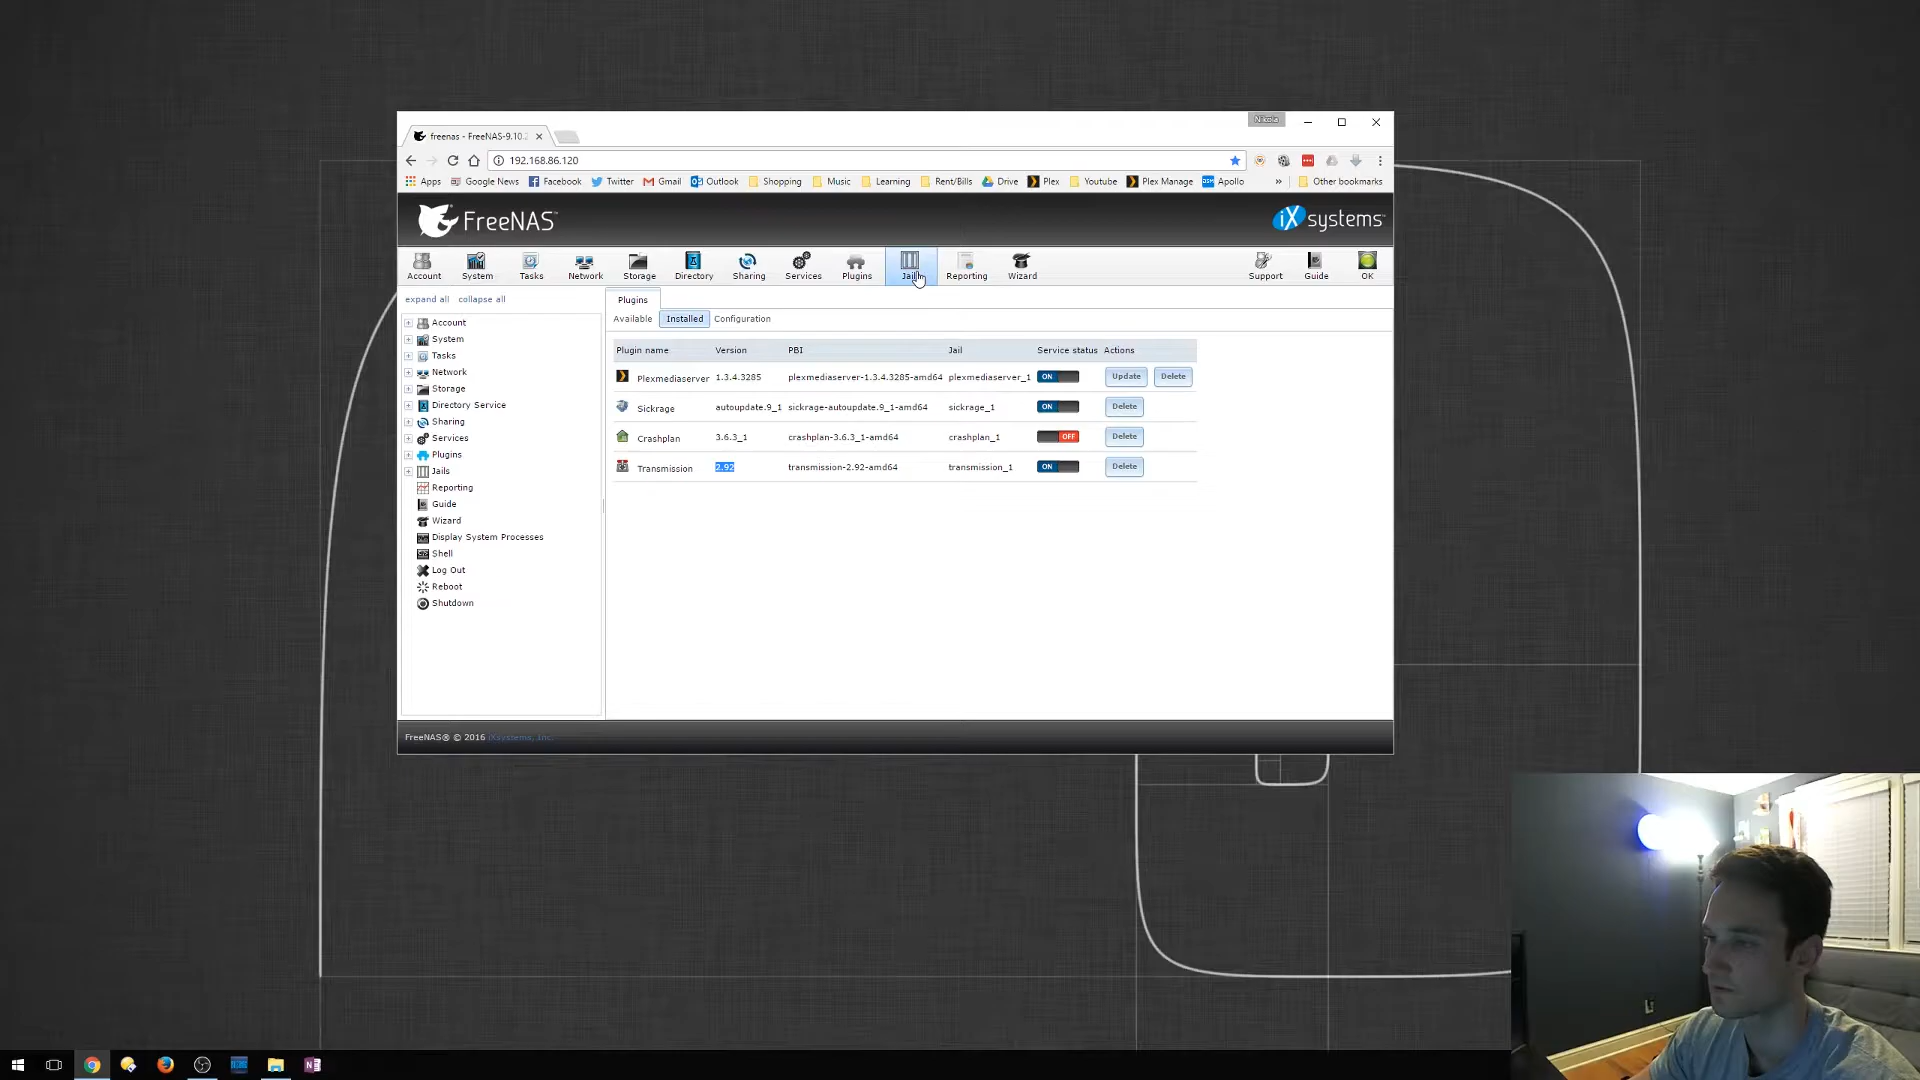 Nikola
freenas - FreeNAS-9.10.2
192.168.86.120
Apps Google News Facebook Twitter Gmail Outlook Shopping Music Learning Rent/Bills Drive Plex Youtube Plex Manage Apollo » Other bookmarks
FreeNAS
iXsystems
Account System Tasks Network Storage Directory Sharing Services Plugins Jails Reporting Wizard Support Guide OK
expand all collapse all
Plugins
Available Installed Configuration
Account
System
Tasks
Network
Storage
Directory Service
Sharing
Services
Plugins
Jails
Reporting
Guide
Wizard
Display System Processes
Shell
Log Out
Reboot
Shutdown
Plugin name Version PBI Jail Service status Actions
Plexmediaserver 1.3.4.3285 plexmediaserver-1.3.4.3285-amd64 plexmediaserver_1 ON Update Delete
Sickrage autoupdate.9_1 sickrage-autoupdate.9_1-amd64 sickrage_1 ON Delete
Crashplan 3.6.3_1 crashplan-3.6.3_1-amd64 crashplan_1 OFF Delete
Transmission 2.92 transmission-2.92-amd64 transmission_1 ON Delete
FreeNAS® © 2016 iXsystems, Inc.